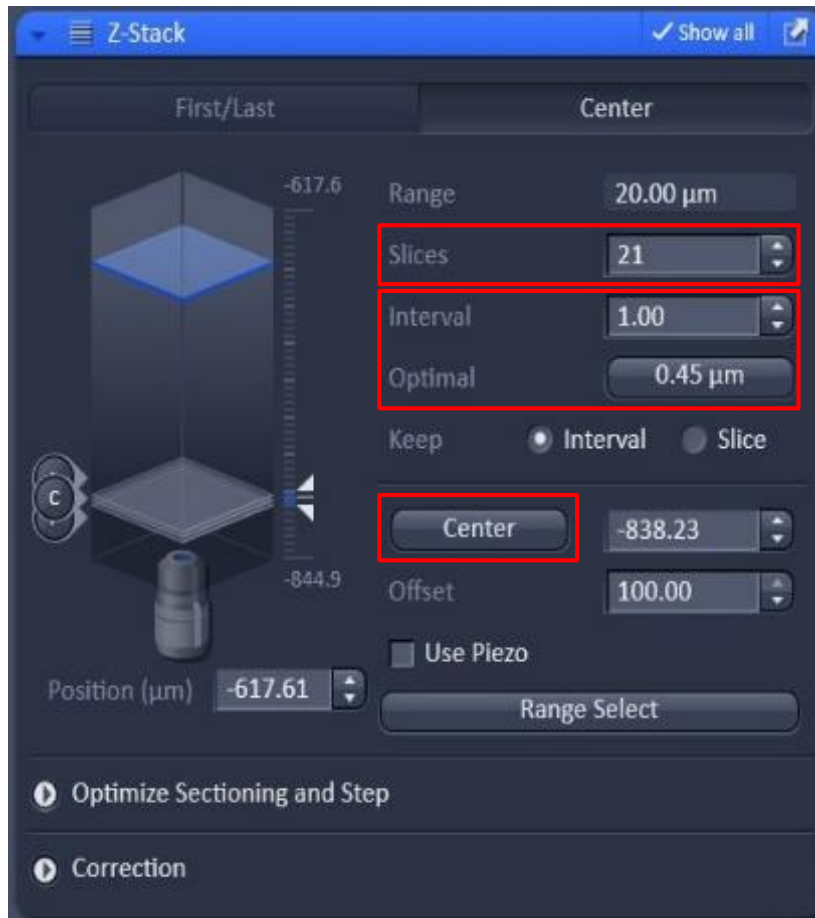 Z-Stack Show all
First/Last Center
-617.6
Range 20.00 µm
Slices 21
Interval 1.00
Optimal 0.45 µm
Keep Interval Slice
C
Center -838.23
-844.9
Offset 100.00
Use Piezo
Position (µm) -617.61
Range Select
Optimize Sectioning and Step
Correction